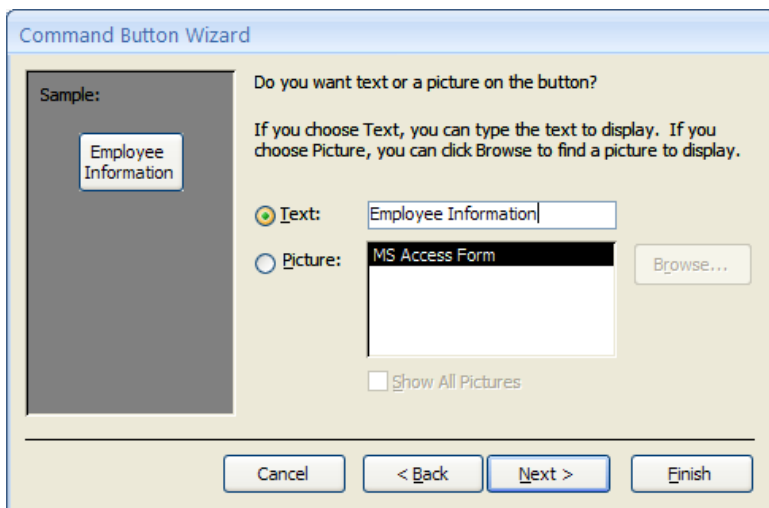 Command Button Wizard
Sample:
Employee
Information
Do you want text or a picture on the button?
If you choose Text, you can type the text to display. If you
choose Picture, you can click Browse to find a picture to display.
Text:
Employee Information
Picture:
MS Access Form
Browse...
Show All Pictures
Cancel
< Back
Next >
Finish